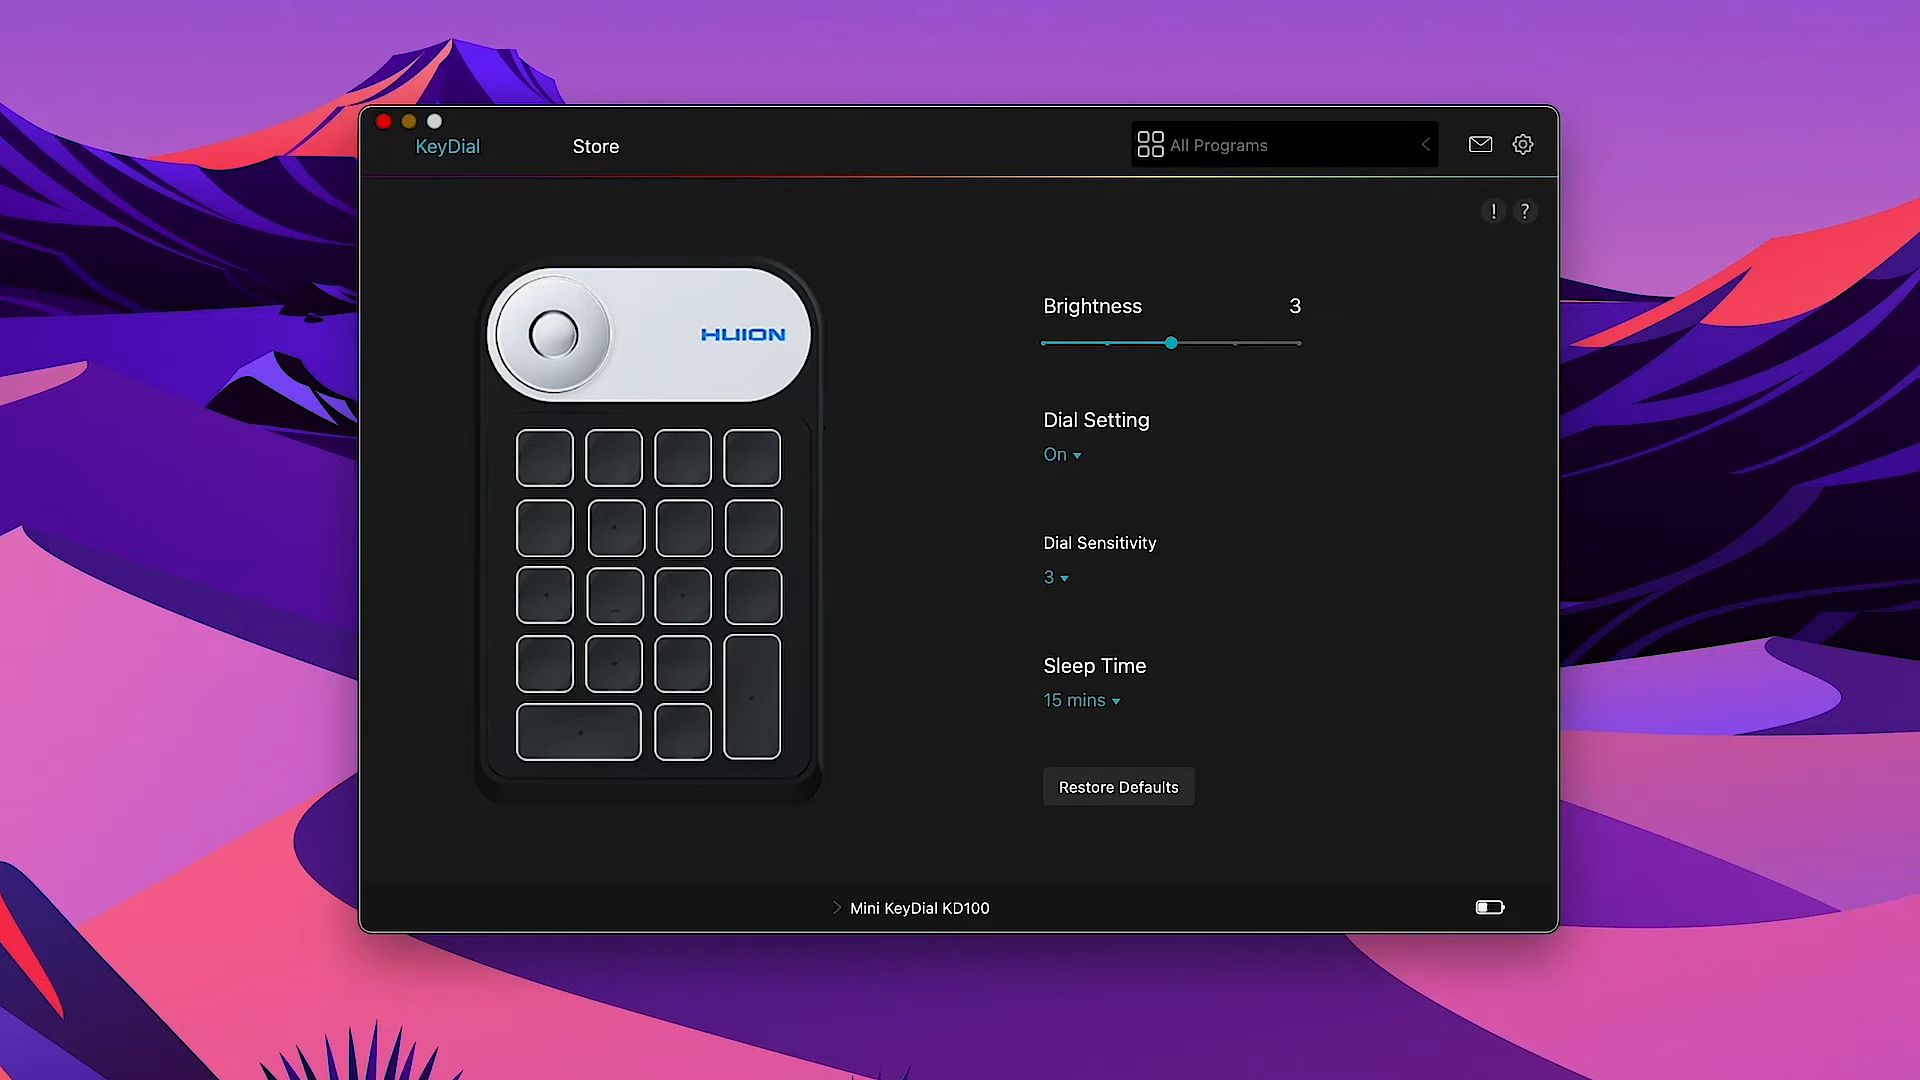 KeyDial
Store
All Programs
!
?
HUION
Brightness
3
Dial Setting
On
Dial Sensitivity
3
Sleep Time
15 mins
Restore Defaults
Mini KeyDial KD100